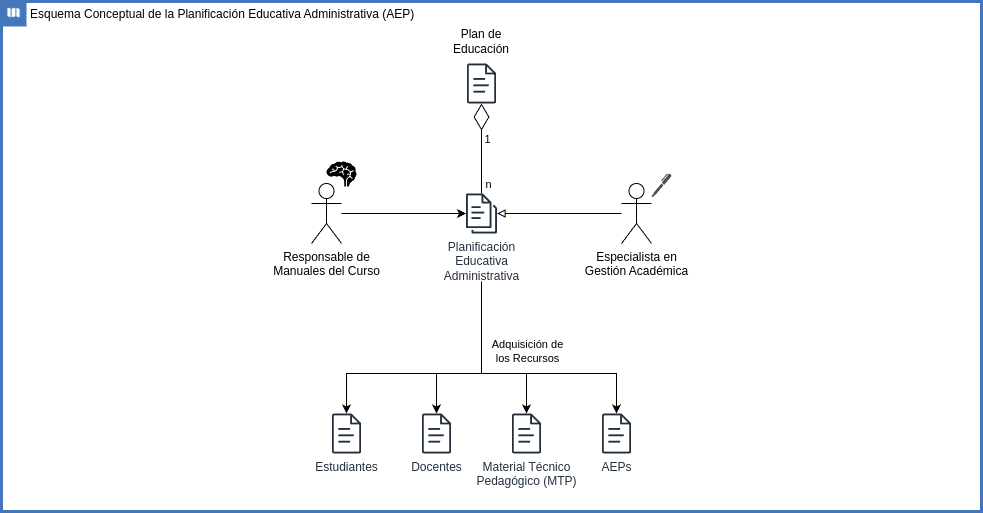 Esquema Conceptual de la Planificación Educativa Administrativa (AEP)
Plan de
Educación
1
n
Responsable de
Manuales del Curso
Planificación
Educativa
Administrativa
Especialista en
Gestión Académica
Adquisición de
los Recursos
Estudiantes
Docentes
Material Técnico
Pedagógico (MTP)
AEPs